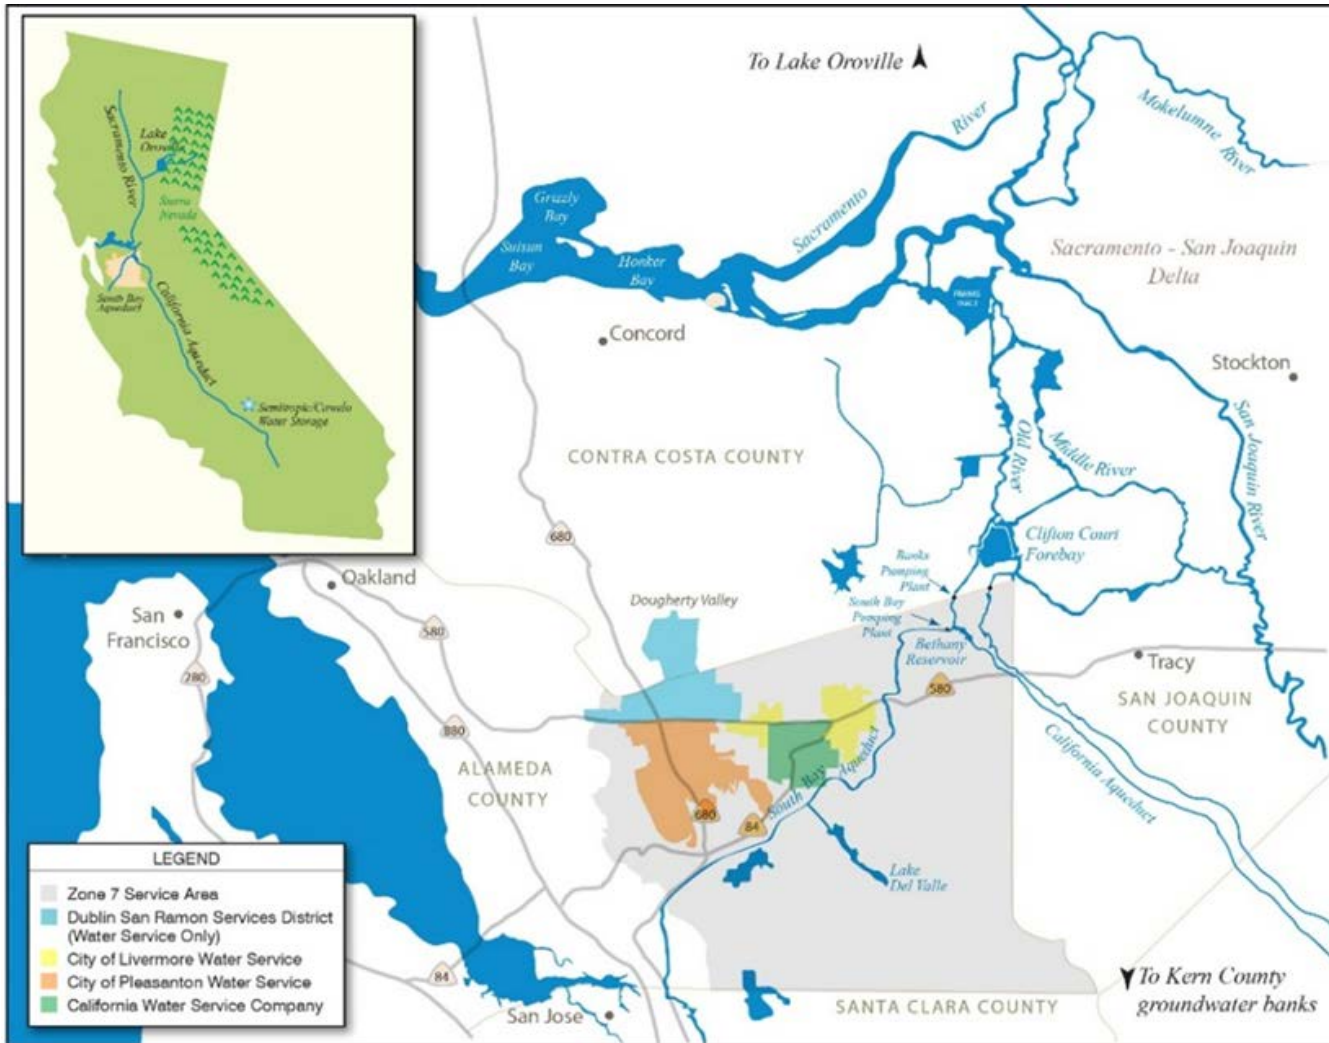 Sacramento River
Lake
Oroville
Sierra
Nevada
South Bay
Aqueduct
California Aqueduct
Semitropic/Cawelo
Water Storage
To Lake Oroville
Mokelumne River
Sacramento River
Grizzly
Bay
Suisun
Bay
Honker
Bay
Sacramento - San Joaquin
Delta
FRANKS
TRACT
Concord
Stockton
San Joaquin River
Old River
Middle River
CONTRA COSTA COUNTY
680
Clifton Court
Forebay
Banks
Pumping
Plant
South Bay
Pumping
Plant
Bethany
Reservoir
Oakland
San
Francisco
Dougherty Valley
580
280
880
580
Tracy
SAN JOAQUIN
COUNTY
California Aqueduct
ALAMEDA
COUNTY
South Bay Aqueduct
680
84
Lake
Del Valle
84
San Jose
SANTA CLARA COUNTY
To Kern County
groundwater banks
LEGEND
Zone 7 Service Area
Dublin San Ramon Services District
(Water Service Only)
City of Livermore Water Service
City of Pleasanton Water Service
California Water Service Company